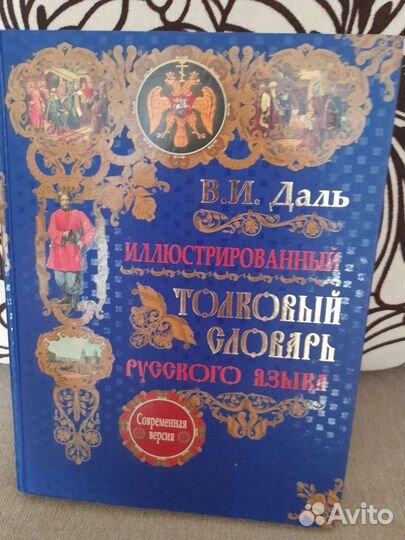 В.И. Даль
ИЛЛЮСТРИРОВАННЫЙ
ТОЛКОВЫЙ
СЛОВАРЬ
РУССКОГО ЯЗЫКА
Современная
версия
Avito